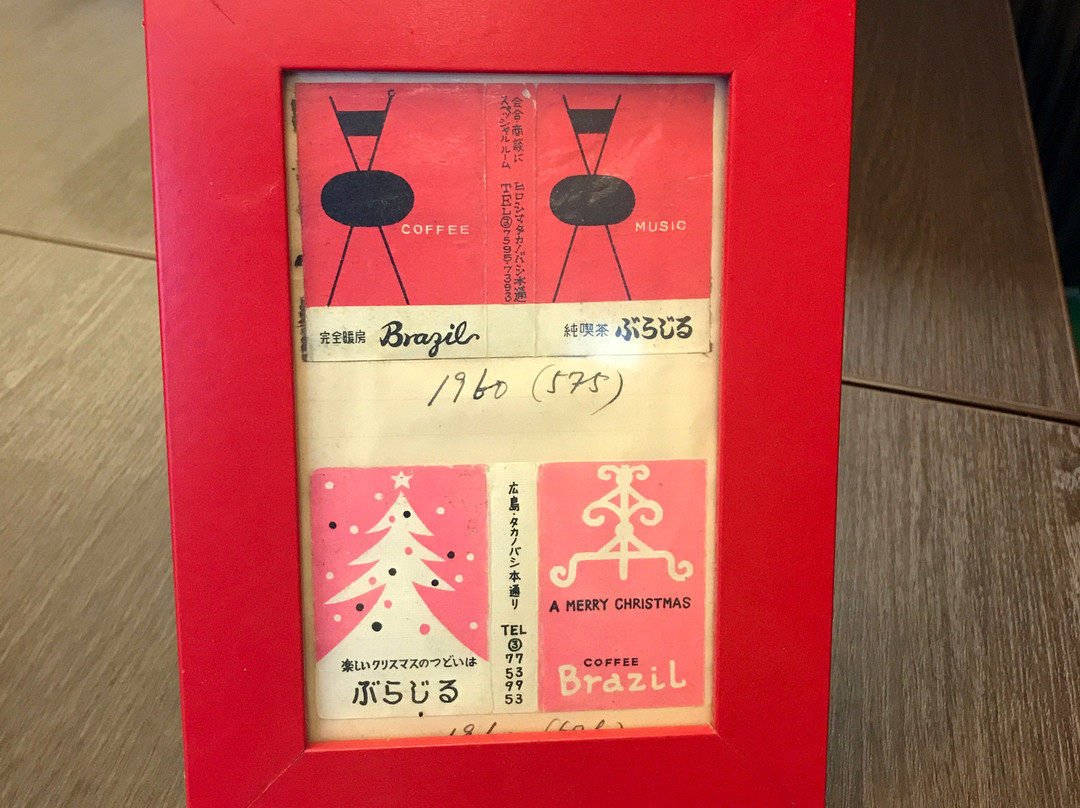 COFFEE
会合・商談に
スペシャルルーム
ヒロシマタカノバシ本通
TEL③7595・7393
MUSIC
完全暖房 Brazil
純喫茶 ぶらじる
1960 (575)
楽しいクリスマスのつどいは
ぶらじる
広島・タカノバシ本通り
TEL
③
77
53
99
53
A MERRY CHRISTMAS
COFFEE
Brazil